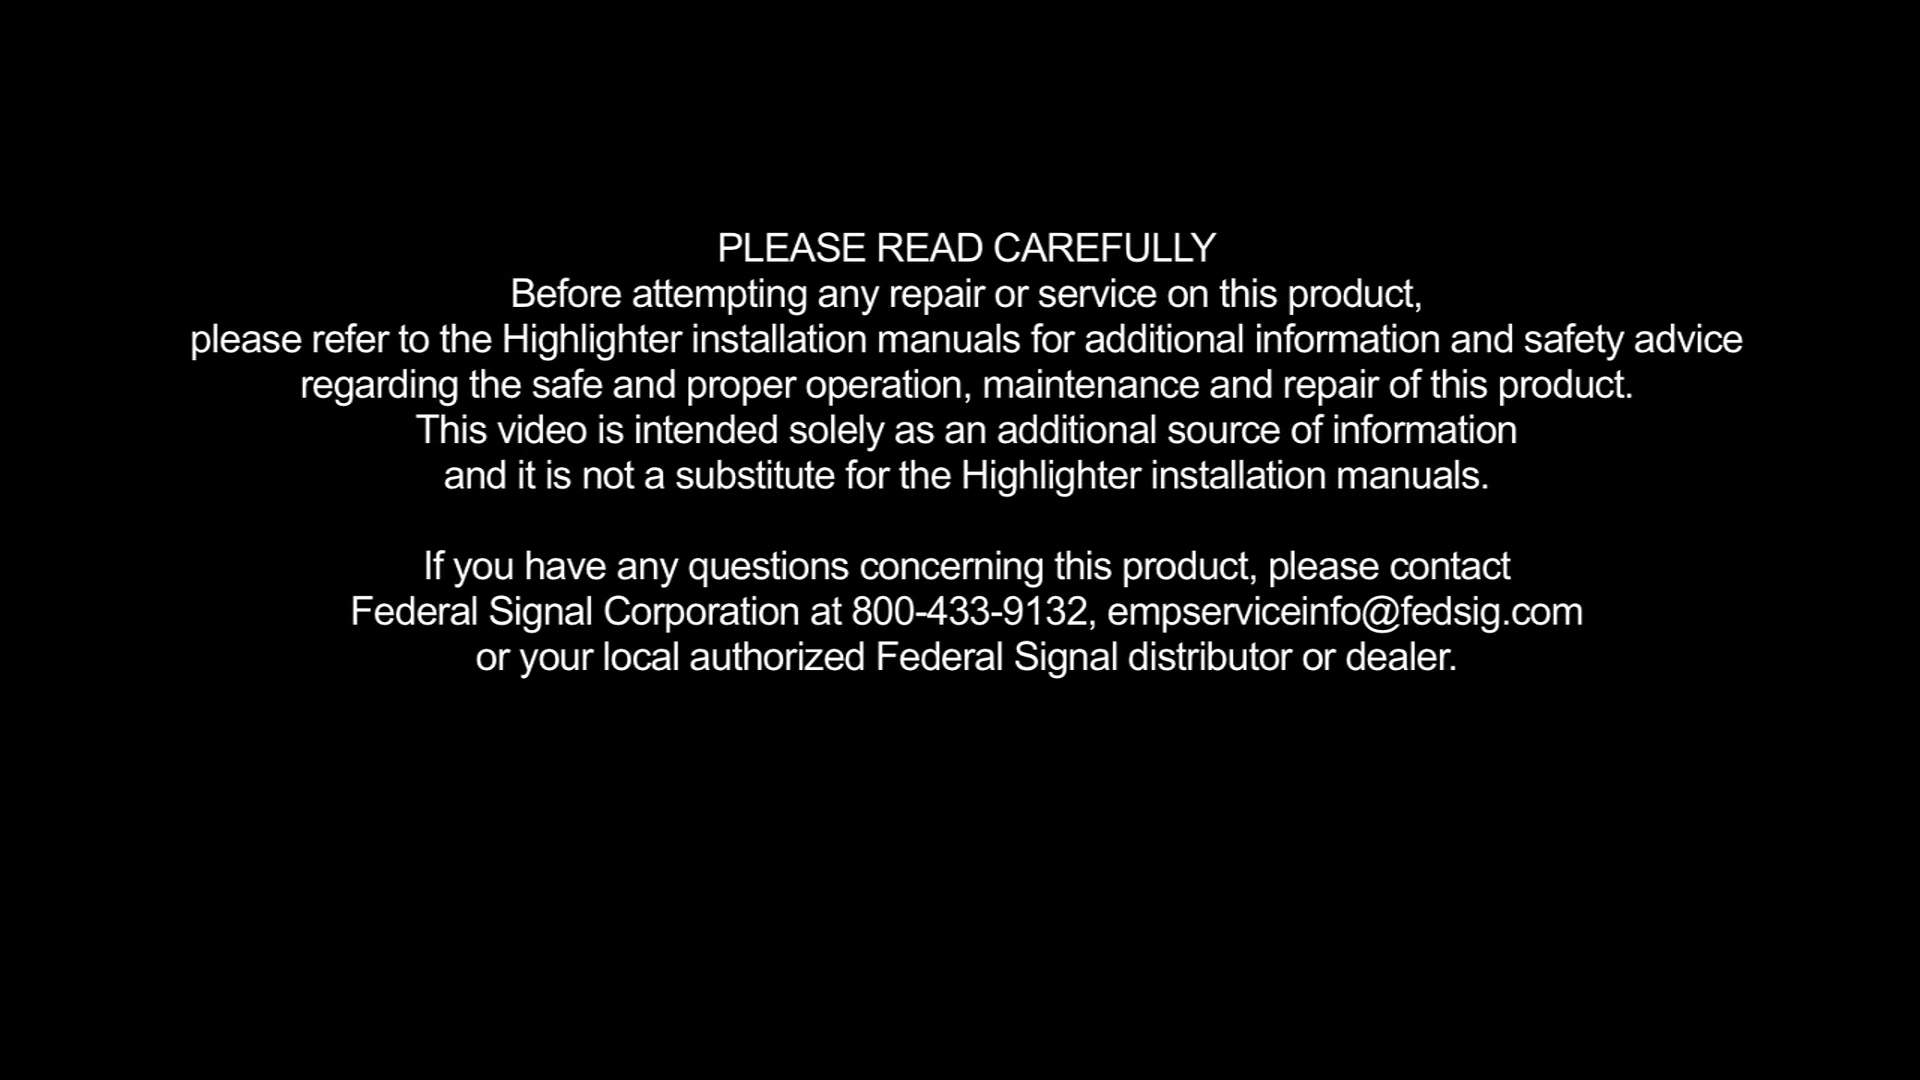 PLEASE READ CAREFULLY
Before attempting any repair or service on this product,
please refer to the Highlighter installation manuals for additional information and safety advice
regarding the safe and proper operation, maintenance and repair of this product.
This video is intended solely as an additional source of information
and it is not a substitute for the Highlighter installation manuals.
If you have any questions concerning this product, please contact
Federal Signal Corporation at 800-433-9132, empserviceinfo@fedsig.com
or your local authorized Federal Signal distributor or dealer.